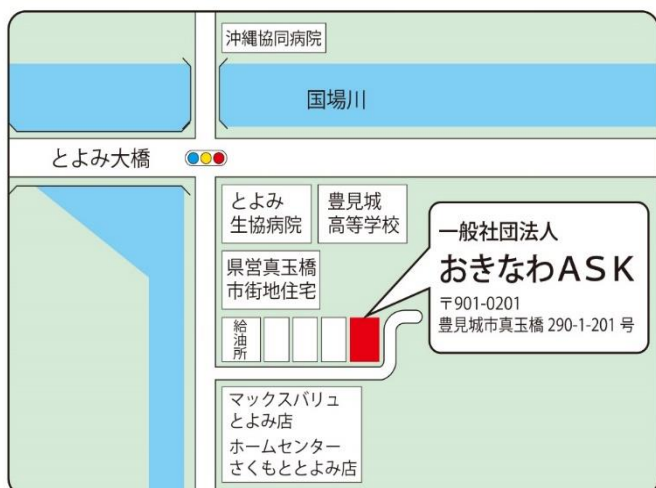 沖縄協同病院
国場川
とよみ大橋
とよみ
生協病院
豊見城
高等学校
県営真玉橋
市街地住宅
給油所
一般社団法人
おきなわASK
〒901-0201
豊見城市真玉橋 290-1-201 号
マックスバリュ
とよみ店
ホームセンター
さくもととよみ店